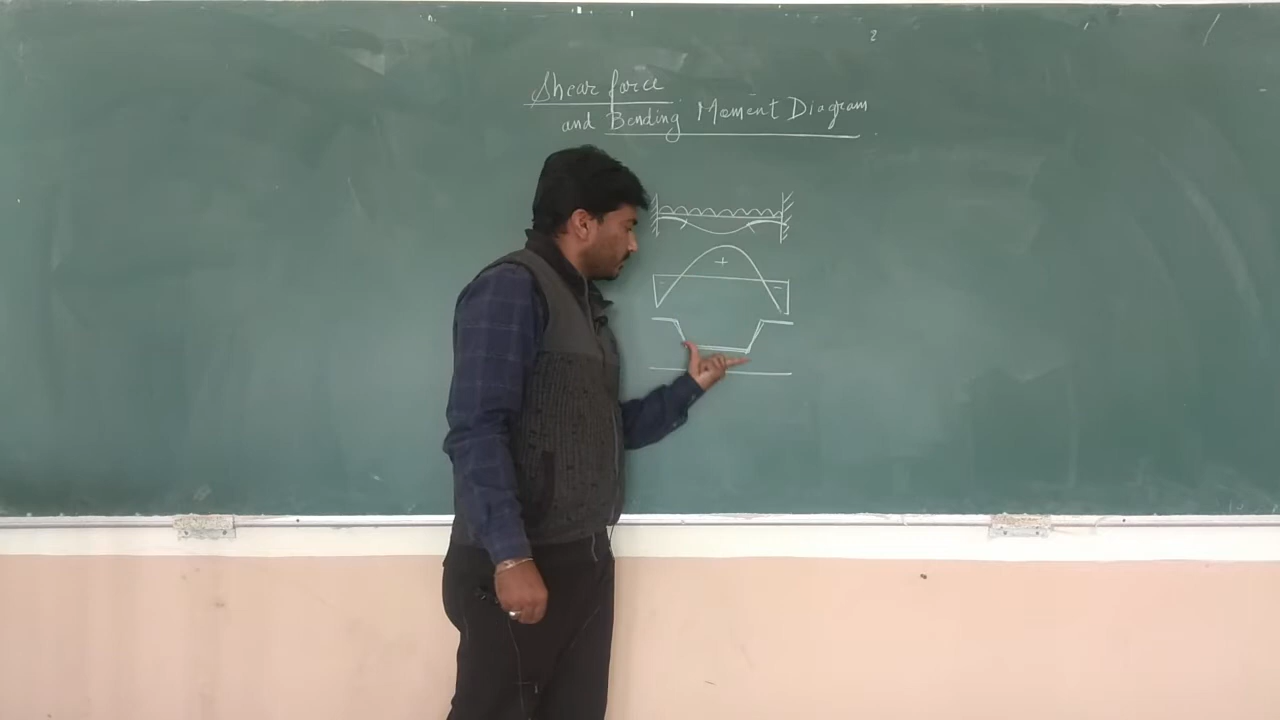 Shear force
and Bending Moment Diagram
+
- -